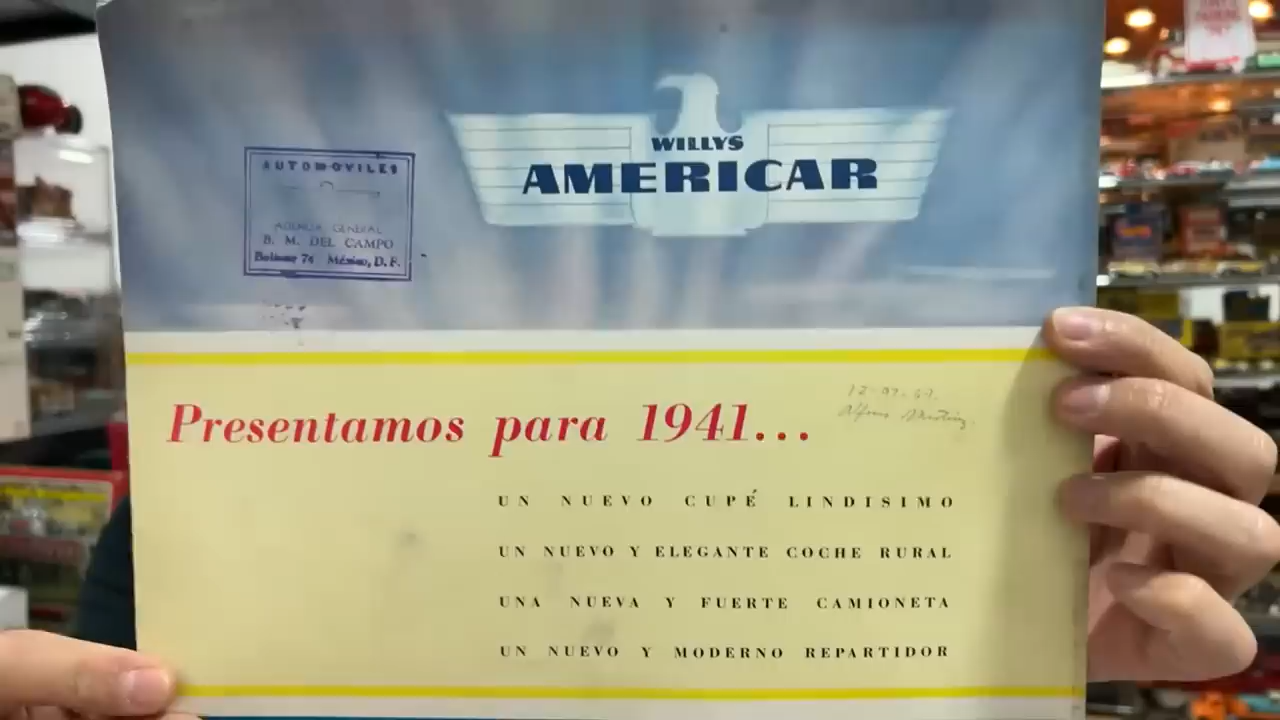 WILLYS
AMERICAR
AUTOMOVILES
AGENCIA GENERAL
B. M. DEL CAMPO
México, D. F.
Presentamos para 1941...
UN NUEVO CUPÉ LINDISIMO
UN NUEVO Y ELEGANTE COCHE RURAL
UNA NUEVA Y FUERTE CAMIONETA
UN NUEVO Y MODERNO REPARTIDOR